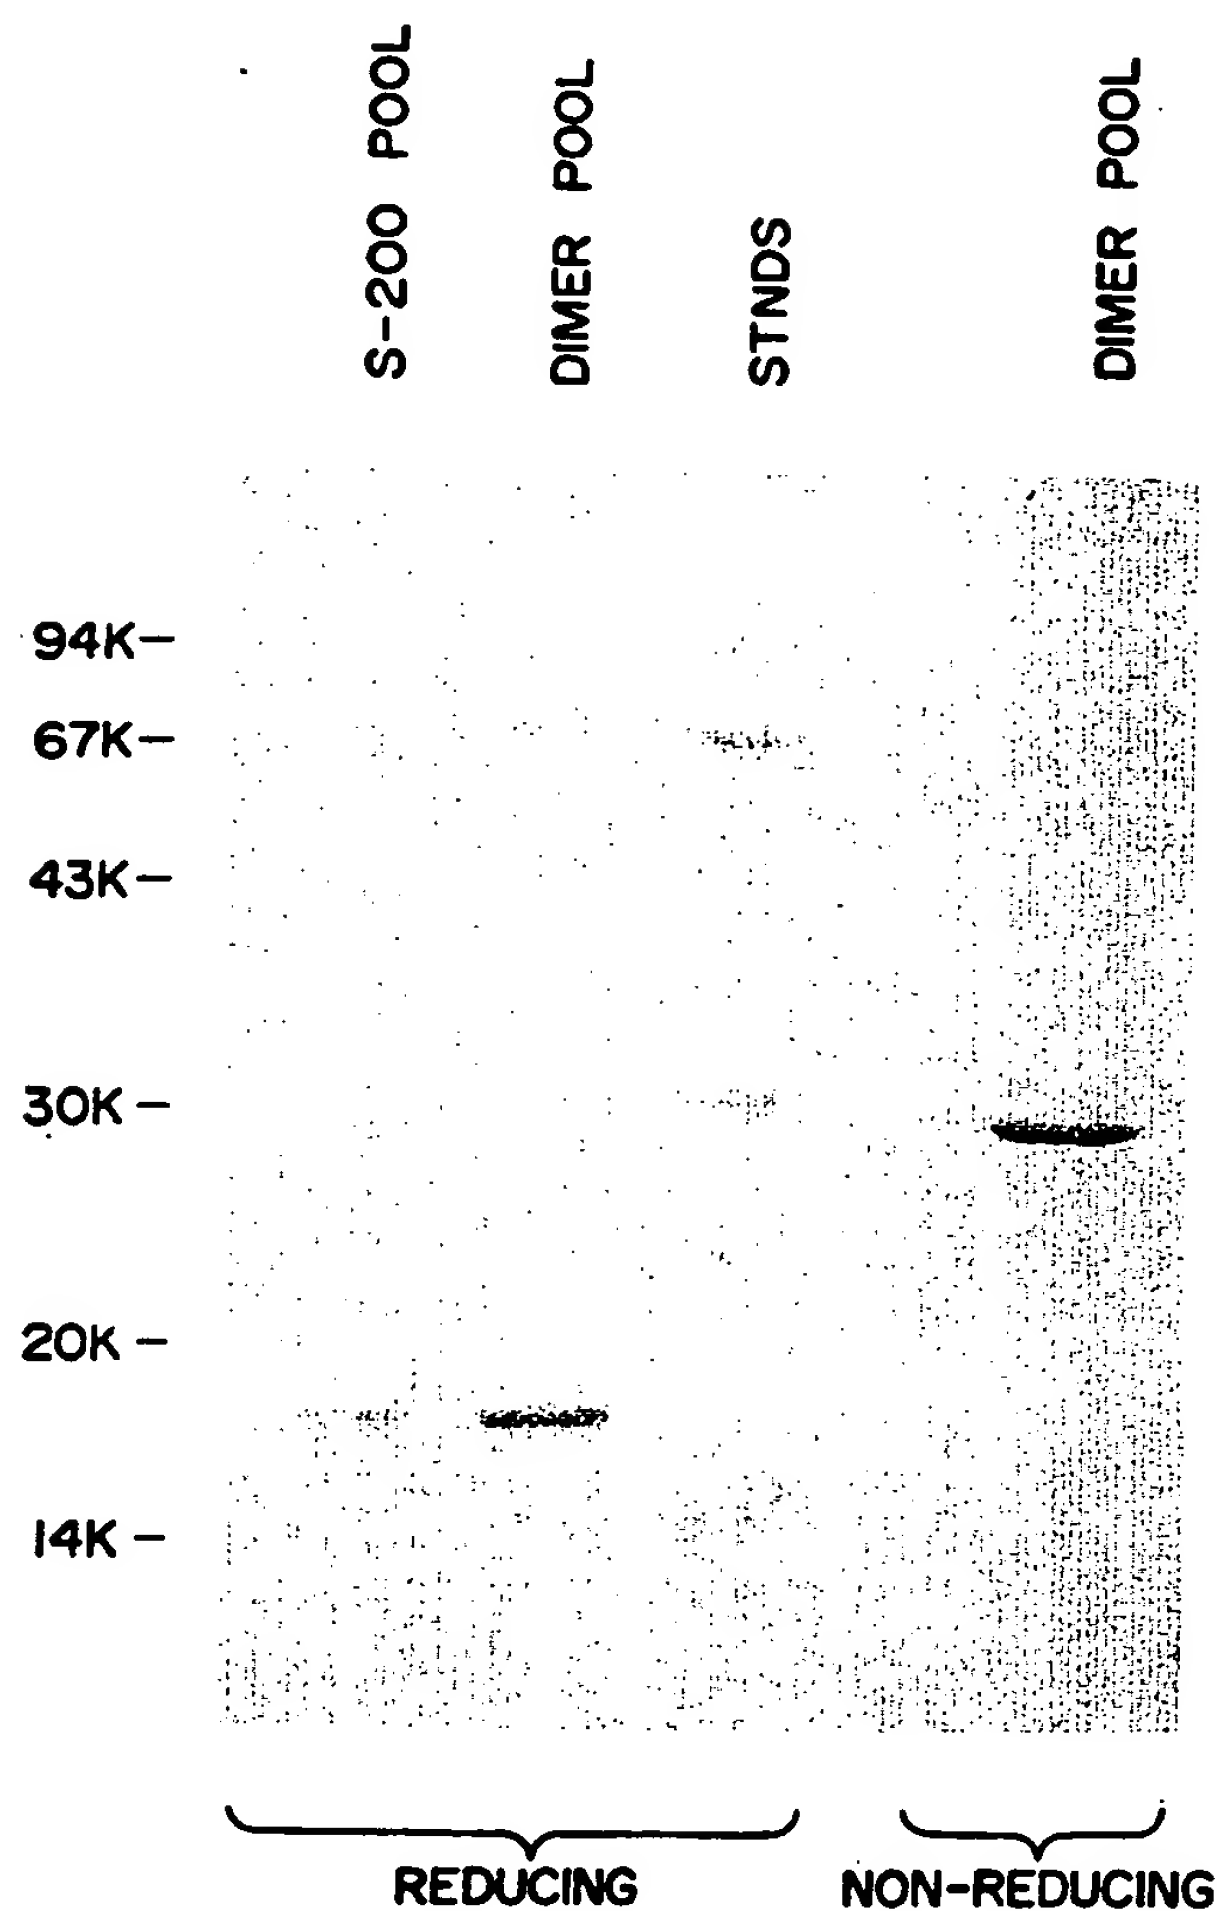 S-200 POOL
DIMER POOL
STNDS
DIMER POOL
94K-
67K-
43K-
30K-
20K-
14K-
REDUCING
NON-REDUCING